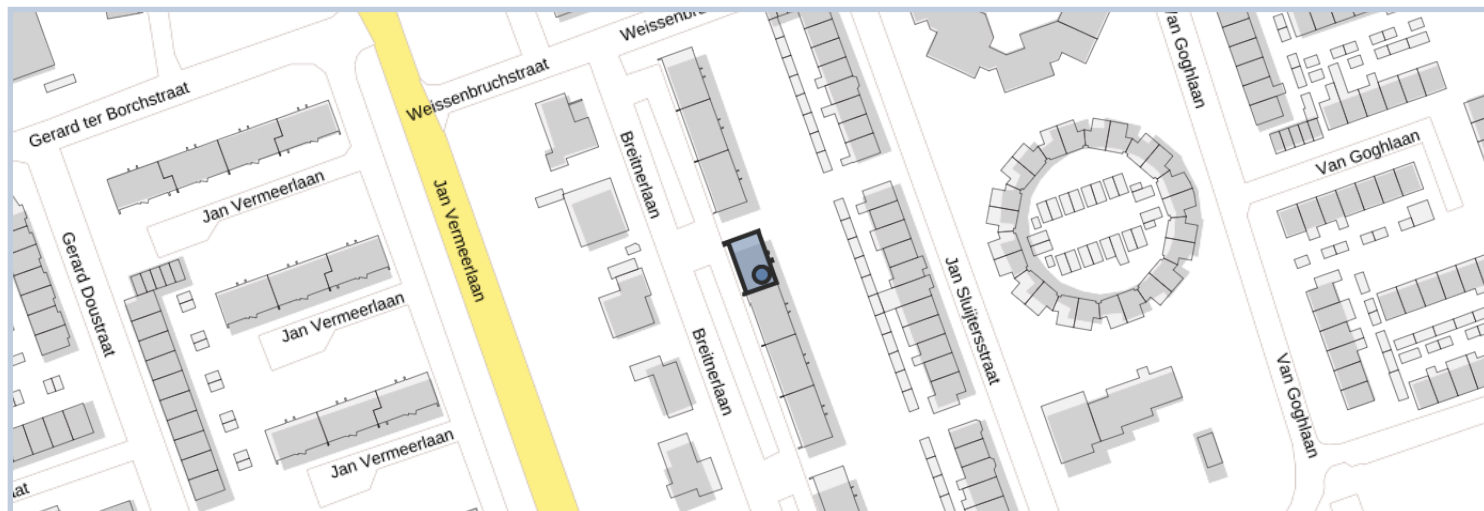 Weissenbr
Van Goghlaan
Weissenbruchstraat
Gerard ter Borchstraat
Breitnerlaan
Van Goghlaan
Jan Vermeerlaan
Jan Vermeerlaan
Gerard Doustraat
Jan Sluijtersstraat
Jan Vermeerlaan
Breitnerlaan
Van Goghlaan
Jan Vermeerlaan
aat